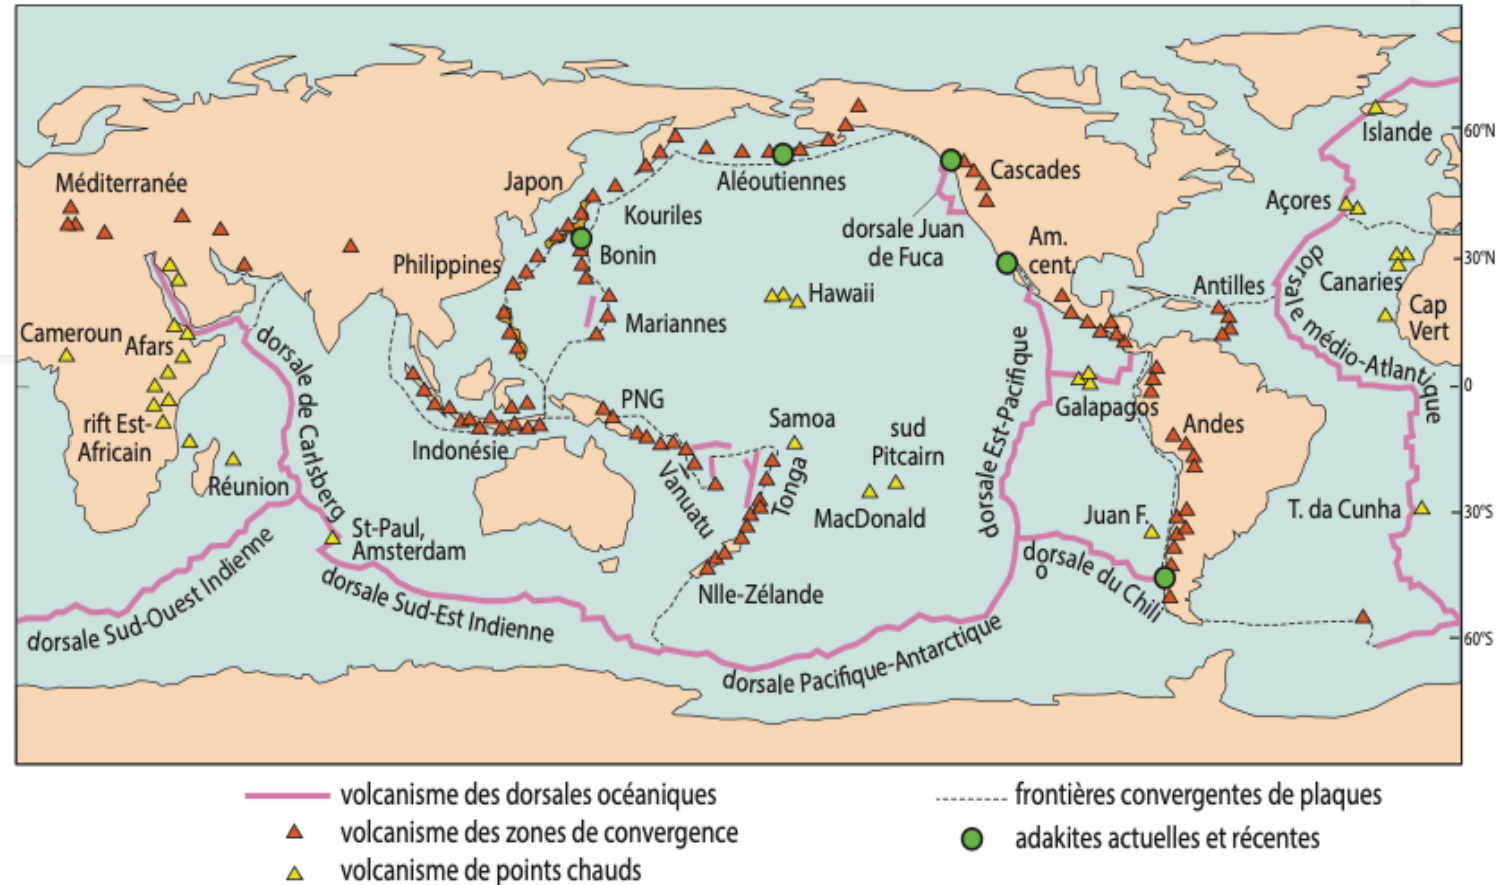 Islande
60°N
Méditerranée
Japon
Aléoutiennes
Cascades
Açores
Kouriles
dorsale Juan
de Fuca
Am.
cent.
Philippines
Bonin
30°N
Hawaii
Antilles
Canaries
Cap
Vert
Mariannes
Cameroun
Afars
dorsale de Carlsberg
dorsale médio-Atlantique
0
dorsale Est-Pacifique
PNG
Galapagos
rift Est-
Africain
Indonésie
Samoa
sud
Pitcairn
Andes
Réunion
Vanuatu
Tonga
MacDonald
Juan F.
T. da Cunha
30°S
St-Paul,
Amsterdam
dorsale du Chili
o
Nlle-Zélande
dorsale Sud-Ouest Indienne
dorsale Sud-Est Indienne
60°S
dorsale Pacifique-Antarctique
volcanisme des dorsales océaniques
frontières convergentes de plaques
volcanisme des zones de convergence
adakites actuelles et récentes
volcanisme de points chauds